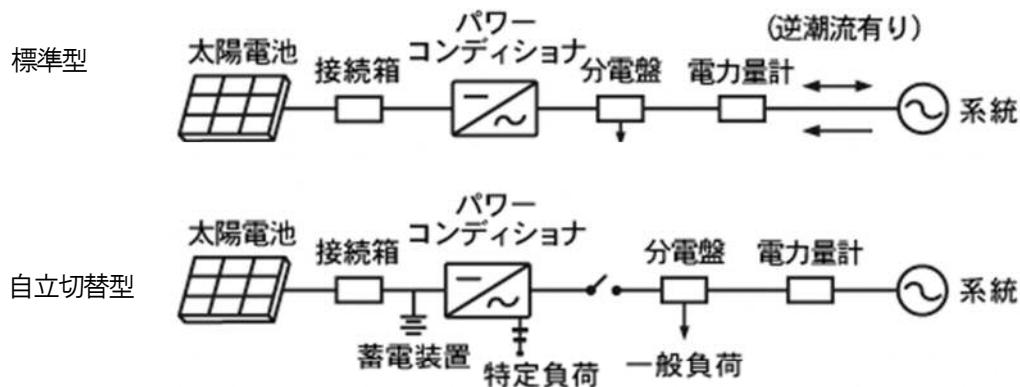 標準型
太陽電池
接続箱
パワー
コンディショナ
分電盤
電力量計
(逆潮流有り)
系統
自立切替型
太陽電池
接続箱
パワー
コンディショナ
分電盤
電力量計
系統
蓄電装置
特定負荷
一般負荷